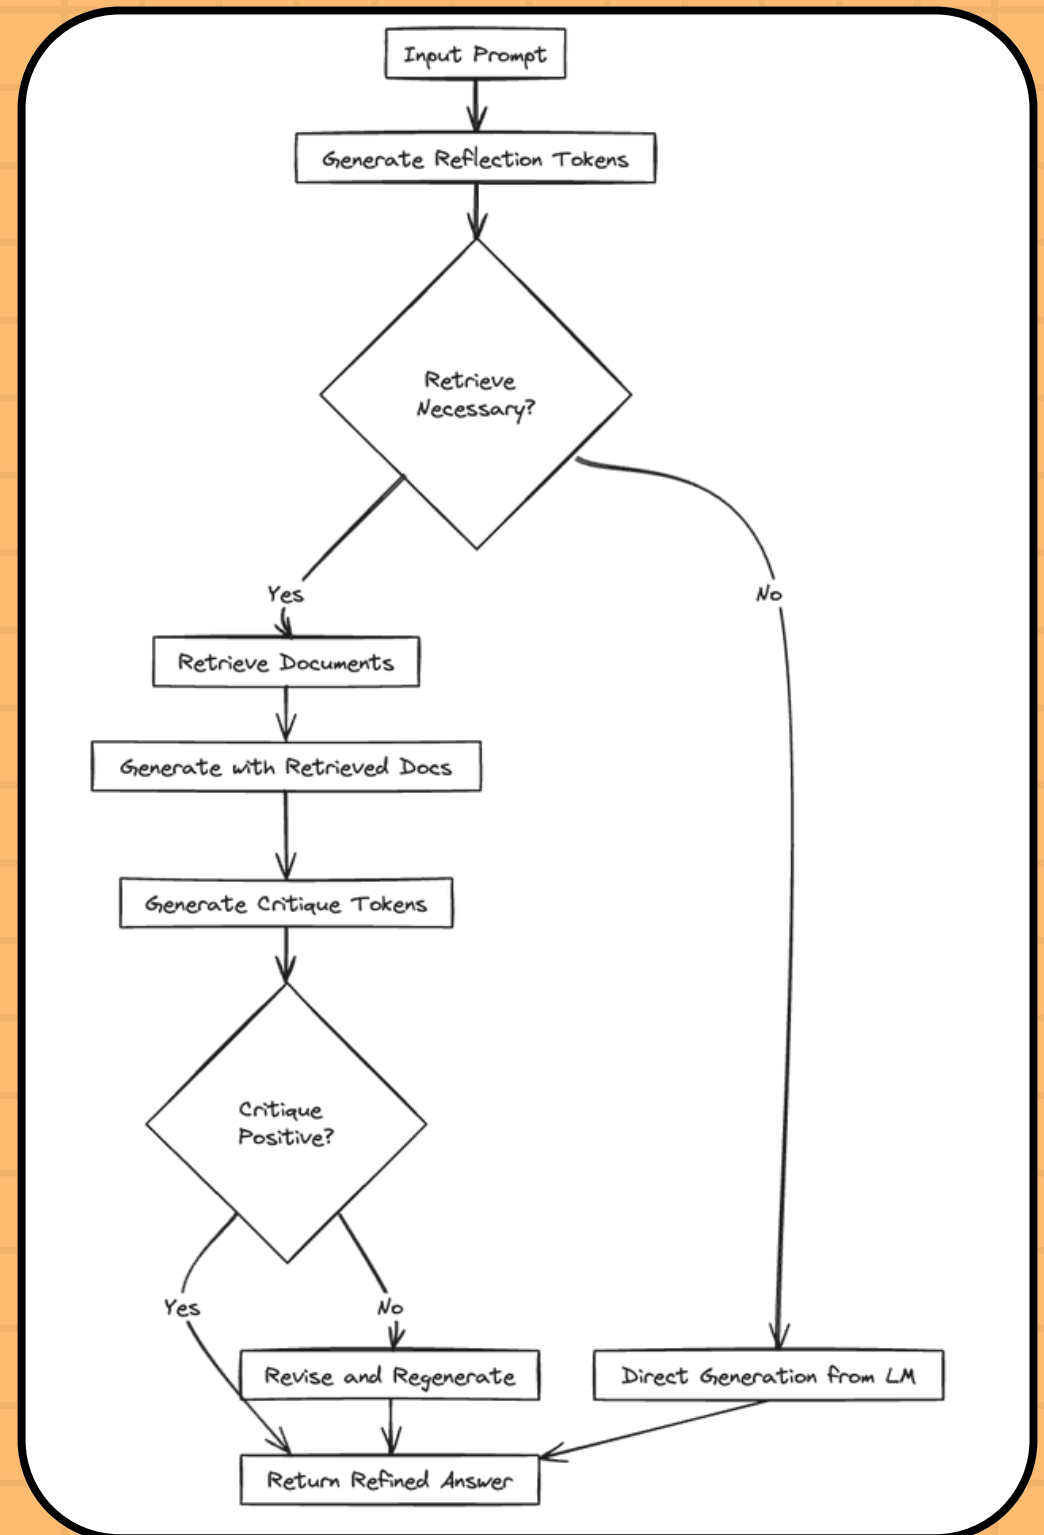 Input Prompt
Generate Reflection Tokens
Retrieve
Necessary?
Yes
No
Retrieve Documents
Generate with Retrieved Docs
Generate Critique Tokens
Critique
Positive?
Yes
No
Revise and Regenerate
Direct Generation from LM
Return Refined Answer